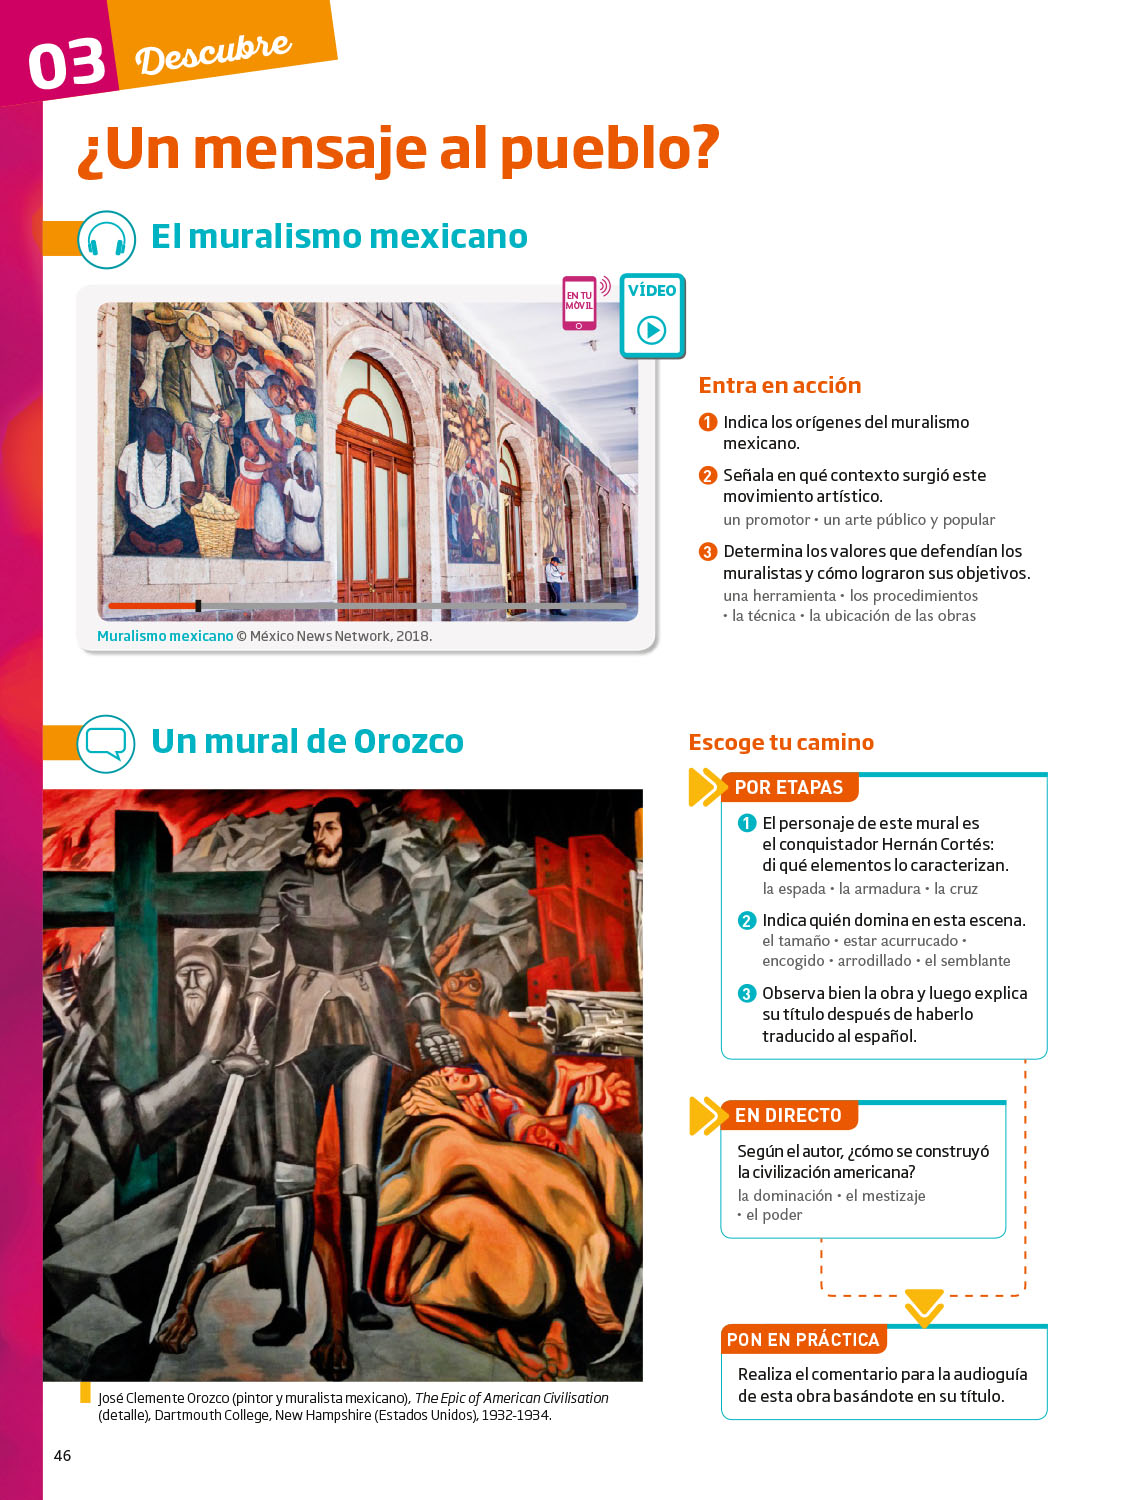 03
Descubre
¿Un mensaje al pueblo?
El muralismo mexicano
EN TU
MÓVIL
VÍDEO
Muralismo mexicano © México News Network, 2018.
Entra en acción
1 Indica los orígenes del muralismo
mexicano.
2 Señala en qué contexto surgió este
movimiento artístico.
un promotor • un arte público y popular
3 Determina los valores que defendían los
muralistas y cómo lograron sus objetivos.
una herramienta • los procedimientos
• la técnica • la ubicación de las obras
Un mural de Orozco
José Clemente Orozco (pintor y muralista mexicano), The Epic of American Civilisation
(detalle), Dartmouth College, New Hampshire (Estados Unidos), 1932-1934.
Escoge tu camino
POR ETAPAS
1 El personaje de este mural es
el conquistador Hernán Cortés:
di qué elementos lo caracterizan.
la espada • la armadura • la cruz
2 Indica quién domina en esta escena.
el tamaño • estar acurrucado •
encogido • arrodillado • el semblante
3 Observa bien la obra y luego explica
su título después de haberlo
traducido al español.
EN DIRECTO
Según el autor, ¿cómo se construyó
la civilización americana?
la dominación • el mestizaje
• el poder
PON EN PRÁCTICA
Realiza el comentario para la audioguía
de esta obra basándote en su título.
46